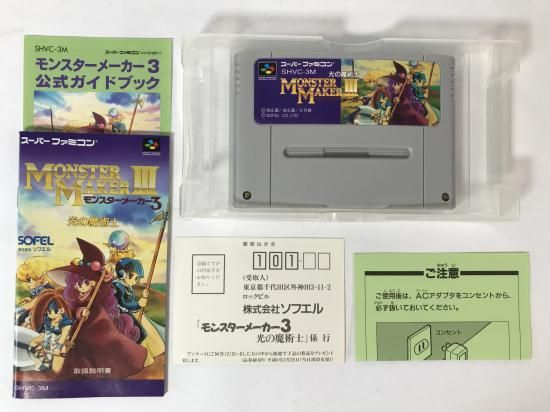 SHVC-3M
モンスターメーカー3
公式ガイドブック
スーパーファミコン
MONSTER
MAKER III
モンスターメーカー3
光の魔術士
SOFEL
株式会社 ソフエル
取扱説明書
SHVC-3M
スーパーファミコン
SHVC-3M
光の魔術士
MONSTER
MAKER III
SOFEL CO.,LTD
郵便はがき
101-
(受取人)
東京都千代田区外神田3-11-2
ロックビル
株式会社ソフエル
「モンスターメーカー3
光の魔術士」係 行
ご注意
ご使用後は、ACアダプタをコンセントから、
必ず抜いておいてください。
コンセント